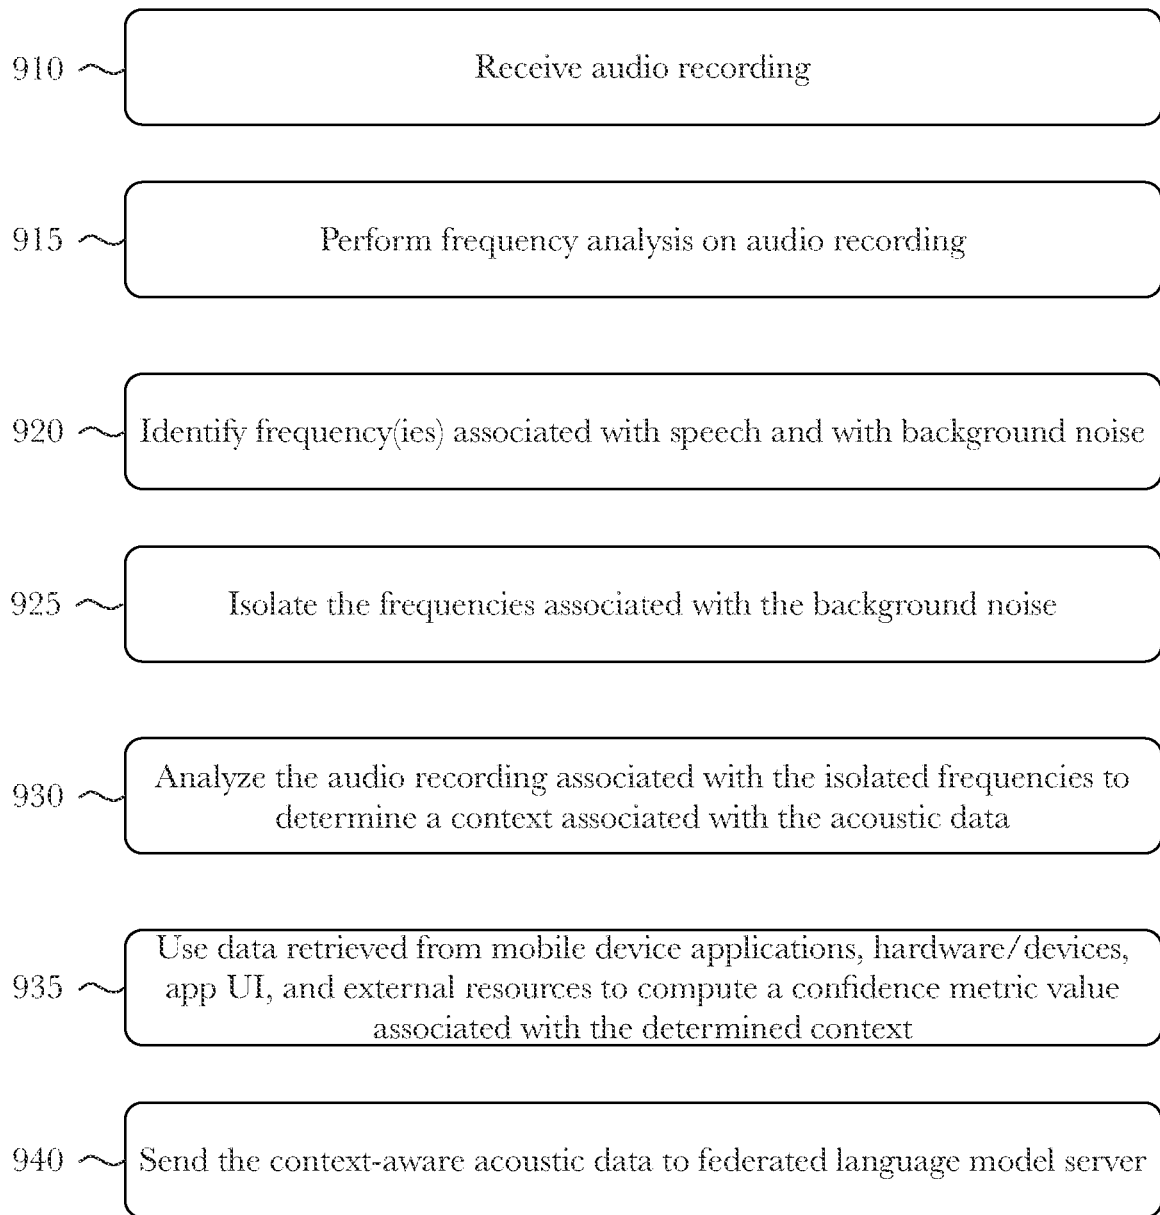 910
Receive audio recording
915
Perform frequency analysis on audio recording
920
Identify frequency(ies) associated with speech and with background noise
925
Isolate the frequencies associated with the background noise
930
Analyze the audio recording associated with the isolated frequencies to
determine a context associated with the acoustic data
935
Use data retrieved from mobile device applications, hardware/devices,
app UI, and external resources to compute a confidence metric value
associated with the determined context
940
Send the context-aware acoustic data to federated language model server